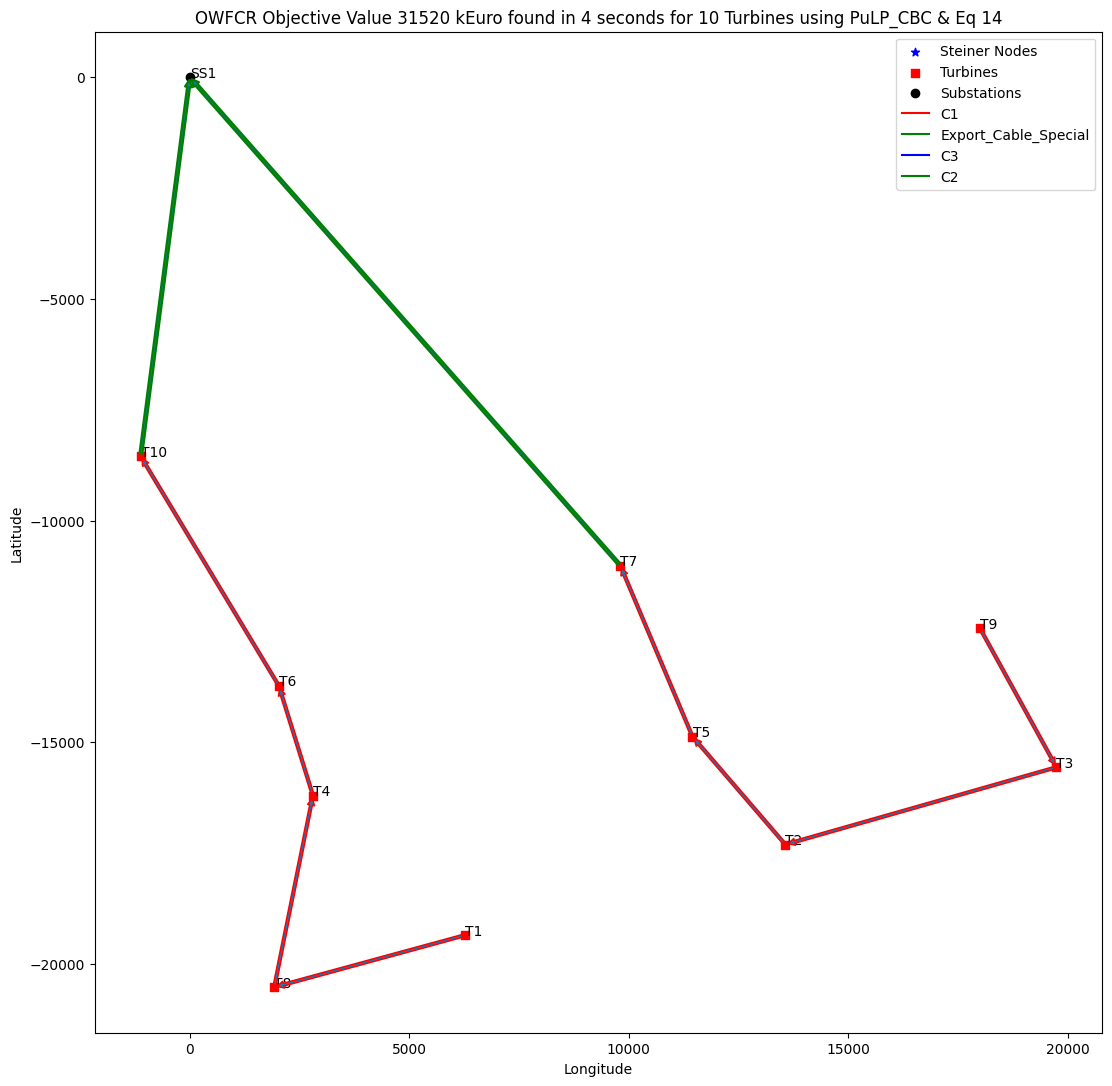 OWFCR Objective Value 31520 kEuro found in 4 seconds for 10 Turbines using PuLP_CBC & Eq 14
Steiner Nodes
Turbines
Substations
C1
Export_Cable_Special
C3
C2
SS1
T10
T7
T9
T6
T5
T3
T4
T2
T1
T8
0
−5000
−10000
−15000
−20000
Latitude
0
5000
10000
15000
20000
Longitude